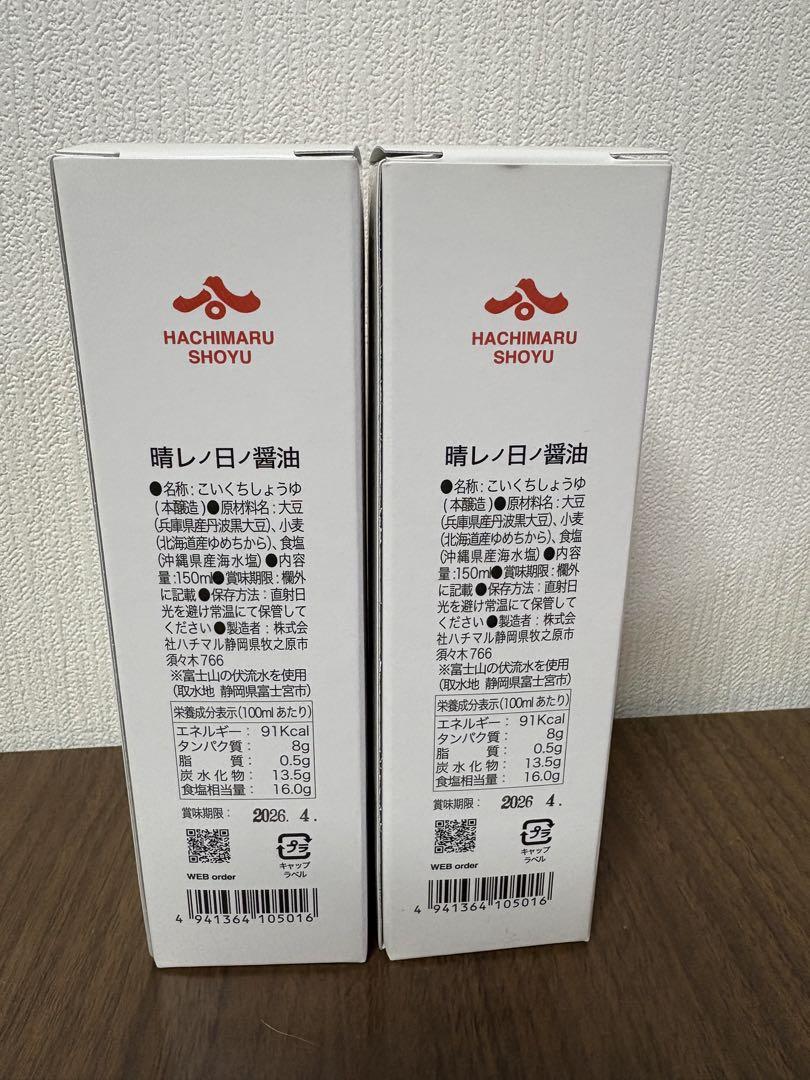 HACHIMARU
SHOYU
晴レノ日ノ醤油
●名称:こいくちしょうゆ
(本醸造)●原材料名:大豆
(兵庫県産丹波黒大豆)、小麦
(北海道産ゆめちから)、食塩
(沖縄県産海水塩)●内容
量:150ml●賞味期限:欄外
に記載●保存方法:直射日
光を避け常温にて保管して
ください●製造者:株式会
社ハチマル静岡県牧之原市
須々木766
※富士山の伏流水を使用
(取水地 静岡県富士宮市)
栄養成分表示(100mlあたり)
エネルギー: 91Kcal
タンパク質: 8g
脂質: 0.5g
炭水化物: 13.5g
食塩相当量: 16.0g
賞味期限: 2026. 4.
プラ
キャップ
ラベル
WEB order
4 941364 105016
HACHIMARU
SHOYU
晴レノ日ノ醤油
●名称:こいくちしょうゆ
(本醸造)●原材料名:大豆
(兵庫県産丹波黒大豆)、小麦
(北海道産ゆめちから)、食塩
(沖縄県産海水塩)●内容
量:150ml●賞味期限:欄外
に記載●保存方法:直射日
光を避け常温にて保管して
ください●製造者:株式会
社ハチマル静岡県牧之原市
須々木766
※富士山の伏流水を使用
(取水地 静岡県富士宮市)
栄養成分表示(100mlあたり)
エネルギー: 91Kcal
タンパク質: 8g
脂質: 0.5g
炭水化物: 13.5g
食塩相当量: 16.0g
賞味期限: 2026 4.
プラ
キャップ
ラベル
WEB order
4 941364 105016